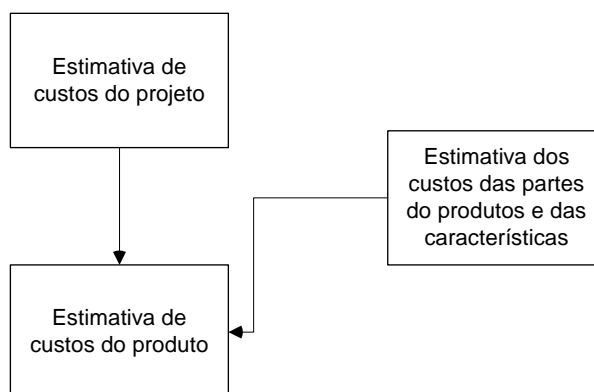 Estimativa de
custos do projeto
Estimativa dos
custos das partes
do produtos e das
características
Estimativa de
custos do produto